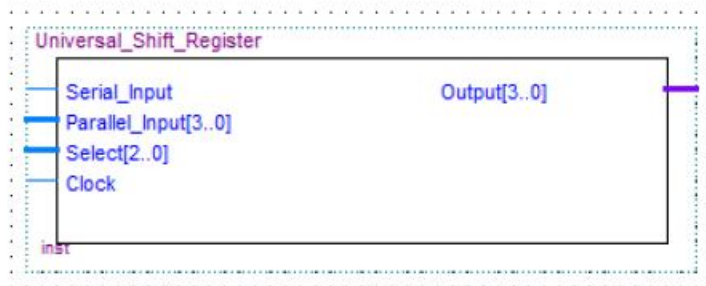 Universal_Shift_Register
Serial_Input Output[3..0]
Parallel_Input[3..0]
Select[2..0]
Clock
inst